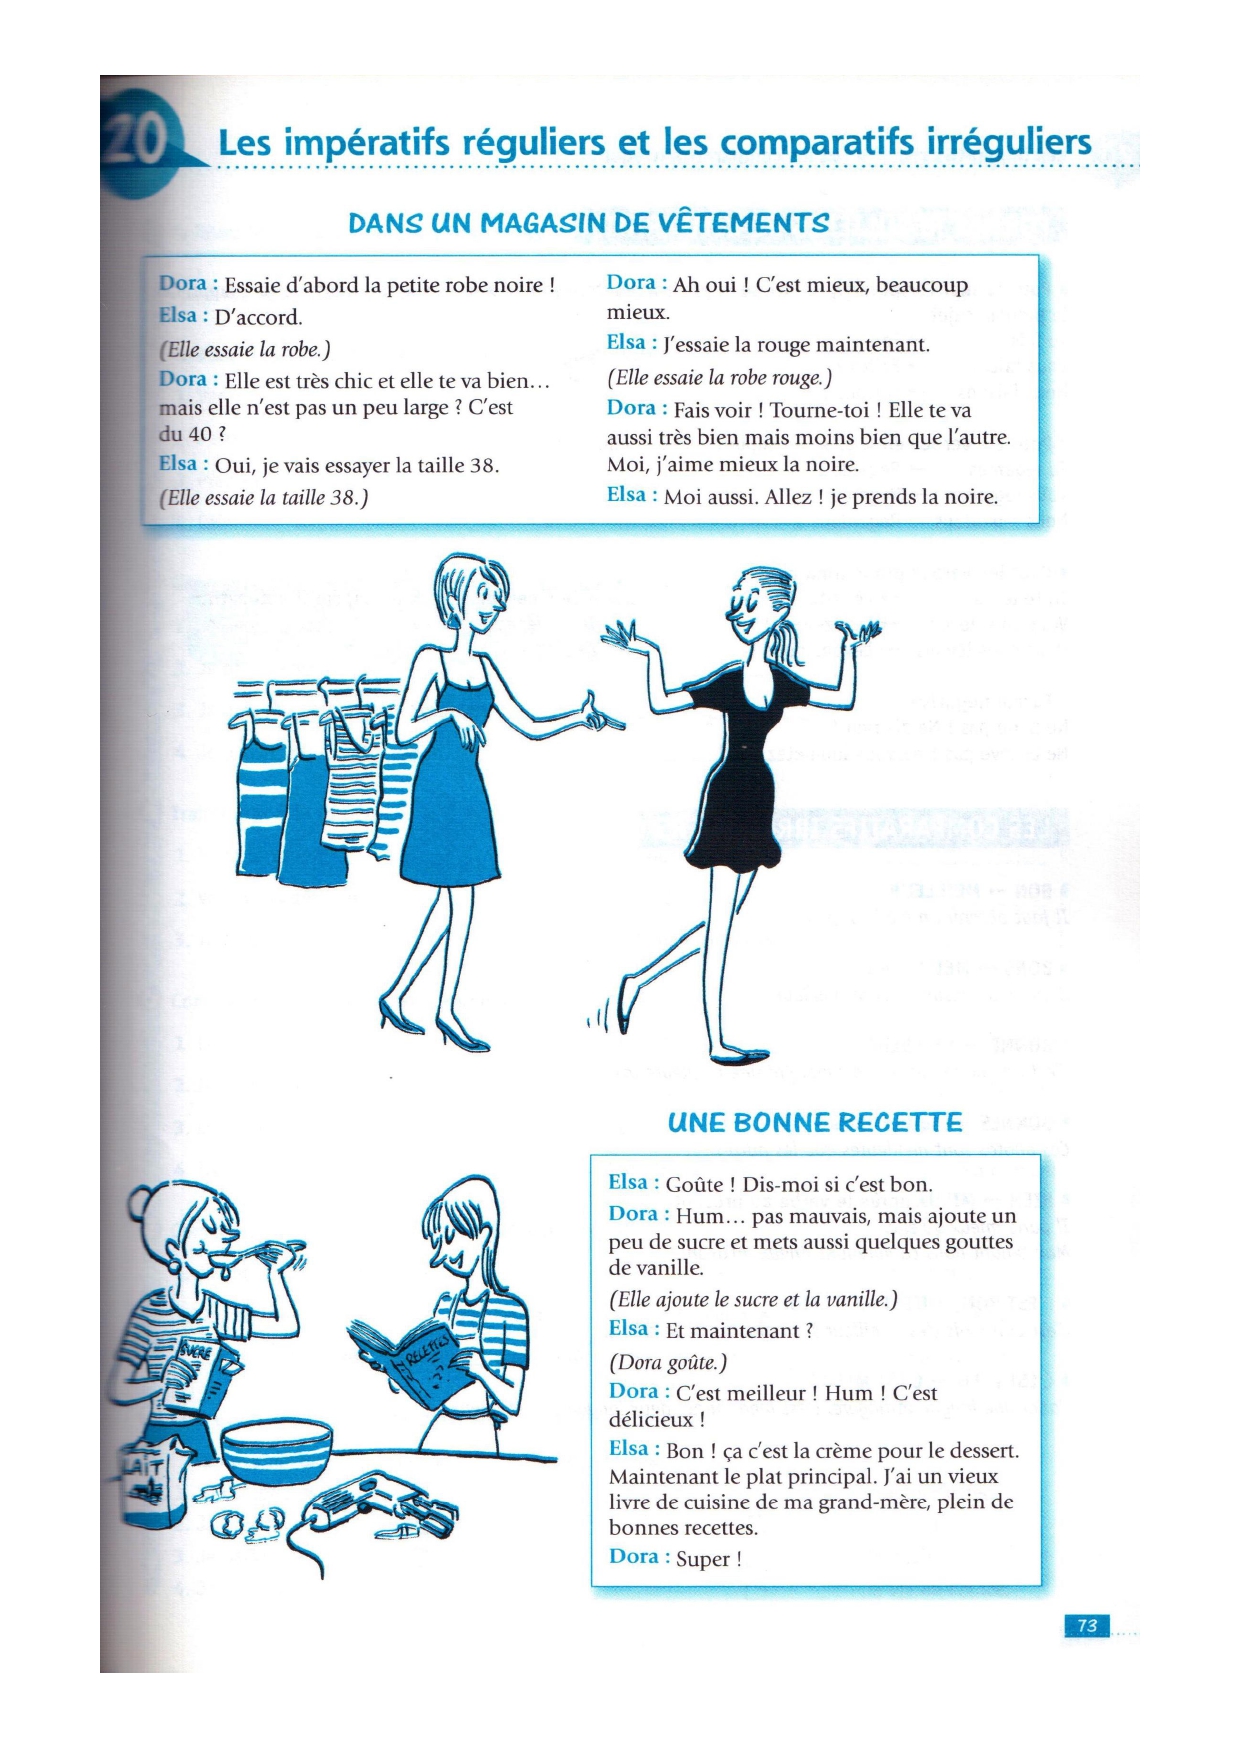 20
Les impératifs réguliers et les comparatifs irréguliers
DANS UN MAGASIN DE VÊTEMENTS
Dora : Essaie d'abord la petite robe noire !
Elsa : D'accord.
(Elle essaie la robe.)
Dora : Elle est très chic et elle te va bien...
mais elle n'est pas un peu large ? C'est
du 40 ?
Elsa : Oui, je vais essayer la taille 38.
(Elle essaie la taille 38.)
Dora : Ah oui ! C'est mieux, beaucoup
mieux.
Elsa : J'essaie la rouge maintenant.
(Elle essaie la robe rouge.)
Dora : Fais voir ! Tourne-toi ! Elle te va
aussi très bien mais moins bien que l'autre.
Moi, j'aime mieux la noire.
Elsa : Moi aussi. Allez ! je prends la noire.
UNE BONNE RECETTE
Elsa : Goûte ! Dis-moi si c'est bon.
Dora : Hum... pas mauvais, mais ajoute un
peu de sucre et mets aussi quelques gouttes
de vanille.
(Elle ajoute le sucre et la vanille.)
Elsa : Et maintenant ?
(Dora goûte.)
Dora : C'est meilleur ! Hum ! C'est
délicieux !
Elsa : Bon ! ça c'est la crème pour le dessert.
Maintenant le plat principal. J'ai un vieux
livre de cuisine de ma grand-mère, plein de
bonnes recettes.
Dora : Super !
SUCRE
RECETTES
LAIT
73